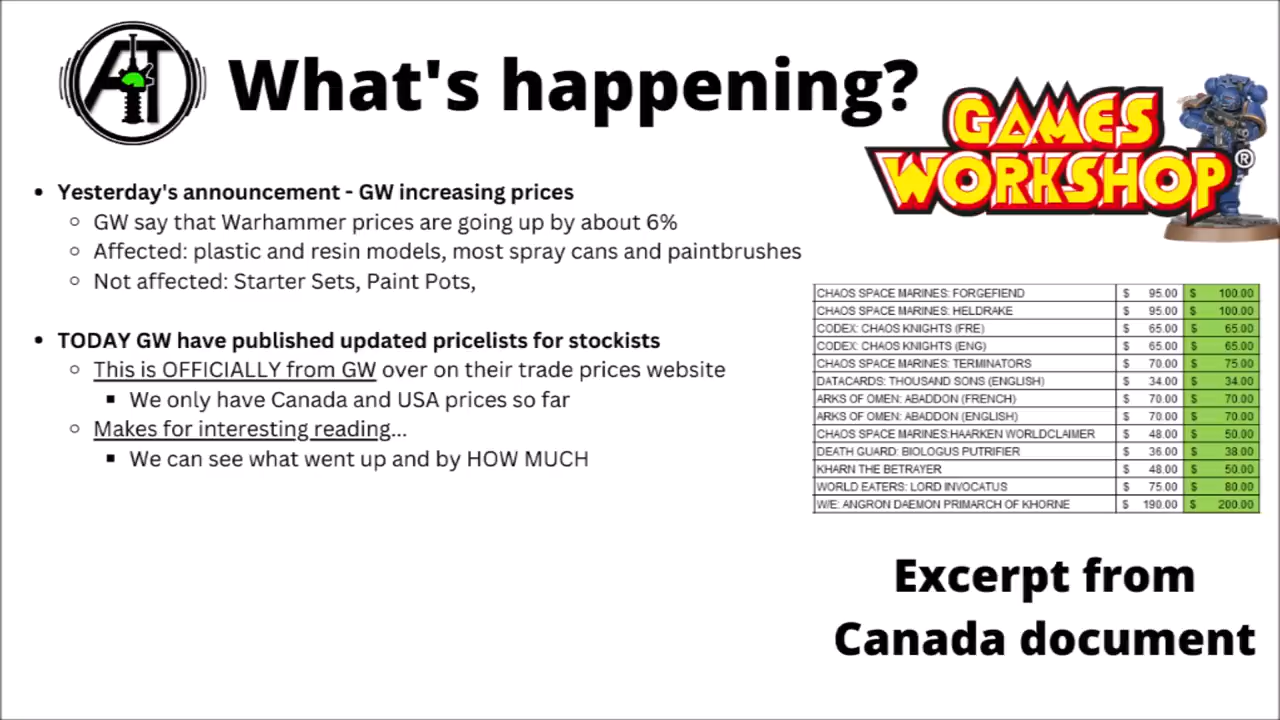 AT
What's happening?
GAMES
WORKSHOP®
• Yesterday's announcement - GW increasing prices
◦ GW say that Warhammer prices are going up by about 6%
◦ Affected: plastic and resin models, most spray cans and paintbrushes
◦ Not affected: Starter Sets, Paint Pots,
• TODAY GW have published updated pricelists for stockists
◦ This is OFFICIALLY from GW over on their trade prices website
▪ We only have Canada and USA prices so far
◦ Makes for interesting reading...
▪ We can see what went up and by HOW MUCH
CHAOS SPACE MARINES: FORGEFIEND $ 95.00 $ 100.00
CHAOS SPACE MARINES: HELDRAKE $ 95.00 $ 100.00
CODEX: CHAOS KNIGHTS (FRE) $ 65.00 $ 65.00
CODEX: CHAOS KNIGHTS (ENG) $ 65.00 $ 65.00
CHAOS SPACE MARINES: TERMINATORS $ 70.00 $ 75.00
DATACARDS: THOUSAND SONS (ENGLISH) $ 34.00 $ 34.00
ARKS OF OMEN: ABADDON (FRENCH) $ 70.00 $ 70.00
ARKS OF OMEN: ABADDON (ENGLISH) $ 70.00 $ 70.00
CHAOS SPACE MARINES:HAARKEN WORLDCLAIMER $ 48.00 $ 50.00
DEATH GUARD: BIOLOGUS PUTRIFIER $ 36.00 $ 38.00
KHARN THE BETRAYER $ 48.00 $ 50.00
WORLD EATERS: LORD INVOCATUS $ 75.00 $ 80.00
W/E: ANGRON DAEMON PRIMARCH OF KHORNE $ 190.00 $ 200.00
Excerpt from
Canada document